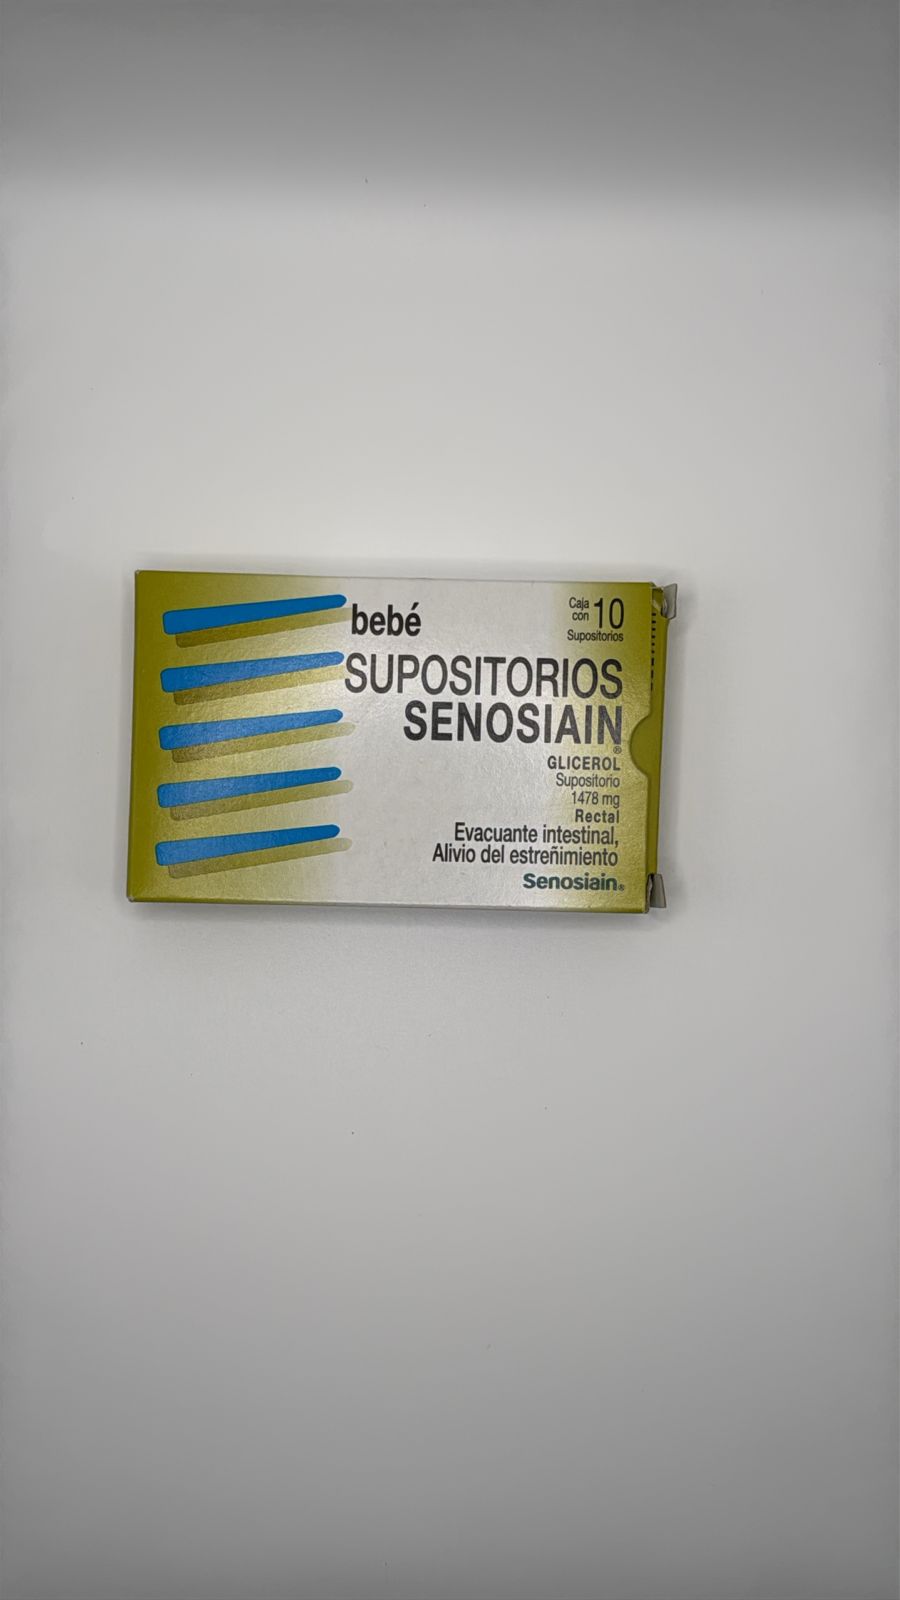 bebé
Caja con 10
Supositorios
SUPOSITORIOS
SENOSIAIN®
GLICEROL
Supositorio
1478 mg
Rectal
Evacuante intestinal,
Alivio del estreñimiento
Senosiain®